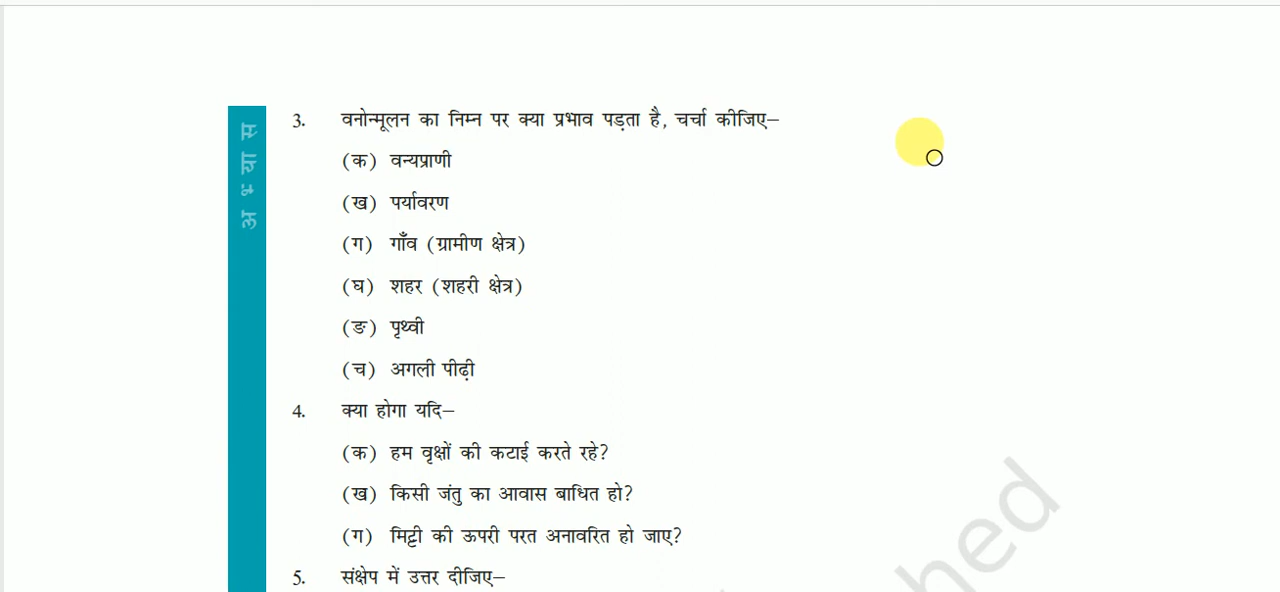 अभ्यास
3. वनोन्मूलन का निम्न पर क्या प्रभाव पड़ता है, चर्चा कीजिए–
(क) वन्यप्राणी
(ख) पर्यावरण
(ग) गाँव (ग्रामीण क्षेत्र)
(घ) शहर (शहरी क्षेत्र)
(ङ) पृथ्वी
(च) अगली पीढ़ी
4. क्या होगा यदि–
(क) हम वृक्षों की कटाई करते रहे?
(ख) किसी जंतु का आवास बाधित हो?
(ग) मिट्टी की ऊपरी परत अनावरित हो जाए?
5. संक्षेप में उत्तर दीजिए–